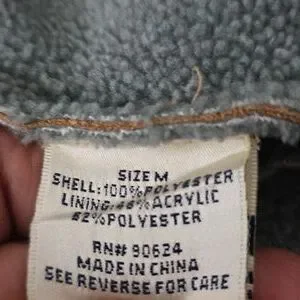 SIZE M
SHELL: 100% POLYESTER
LINING: 48% ACRYLIC
52% POLYESTER
RN# 90624
MADE IN CHINA
SEE REVERSE FOR CARE